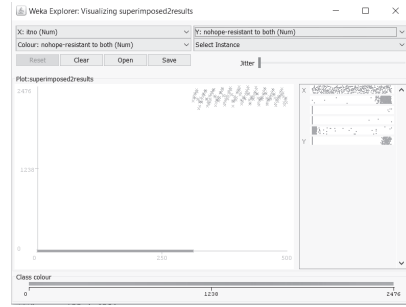 Weka Explorer: Visualizing superimposed2results
X: itno (Num) Y: nohope-resistant to both (Num)
Colour: nohope-resistant to both (Num) Select Instance
Reset Clear Open Save Jitter
Plot:superimposed2results
2476
1238
0
0 250 500
X
Y
Class colour
0 1238 2476